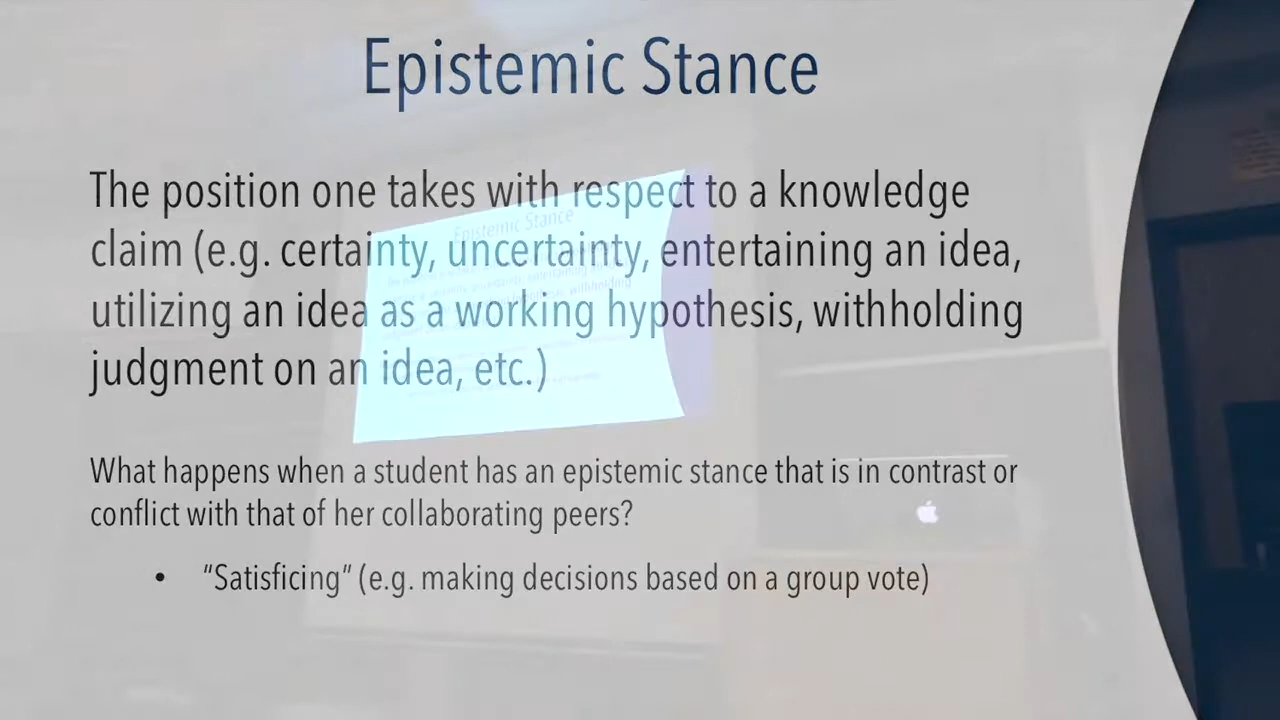 Epistemic Stance
The position one takes with respect to a knowledge
claim (e.g. certainty, uncertainty, entertaining an idea,
utilizing an idea as a working hypothesis, withholding
judgment on an idea, etc.)
What happens when a student has an epistemic stance that is in contrast or
conflict with that of her collaborating peers?
• “Satisficing” (e.g. making decisions based on a group vote)
Epistemic Stance